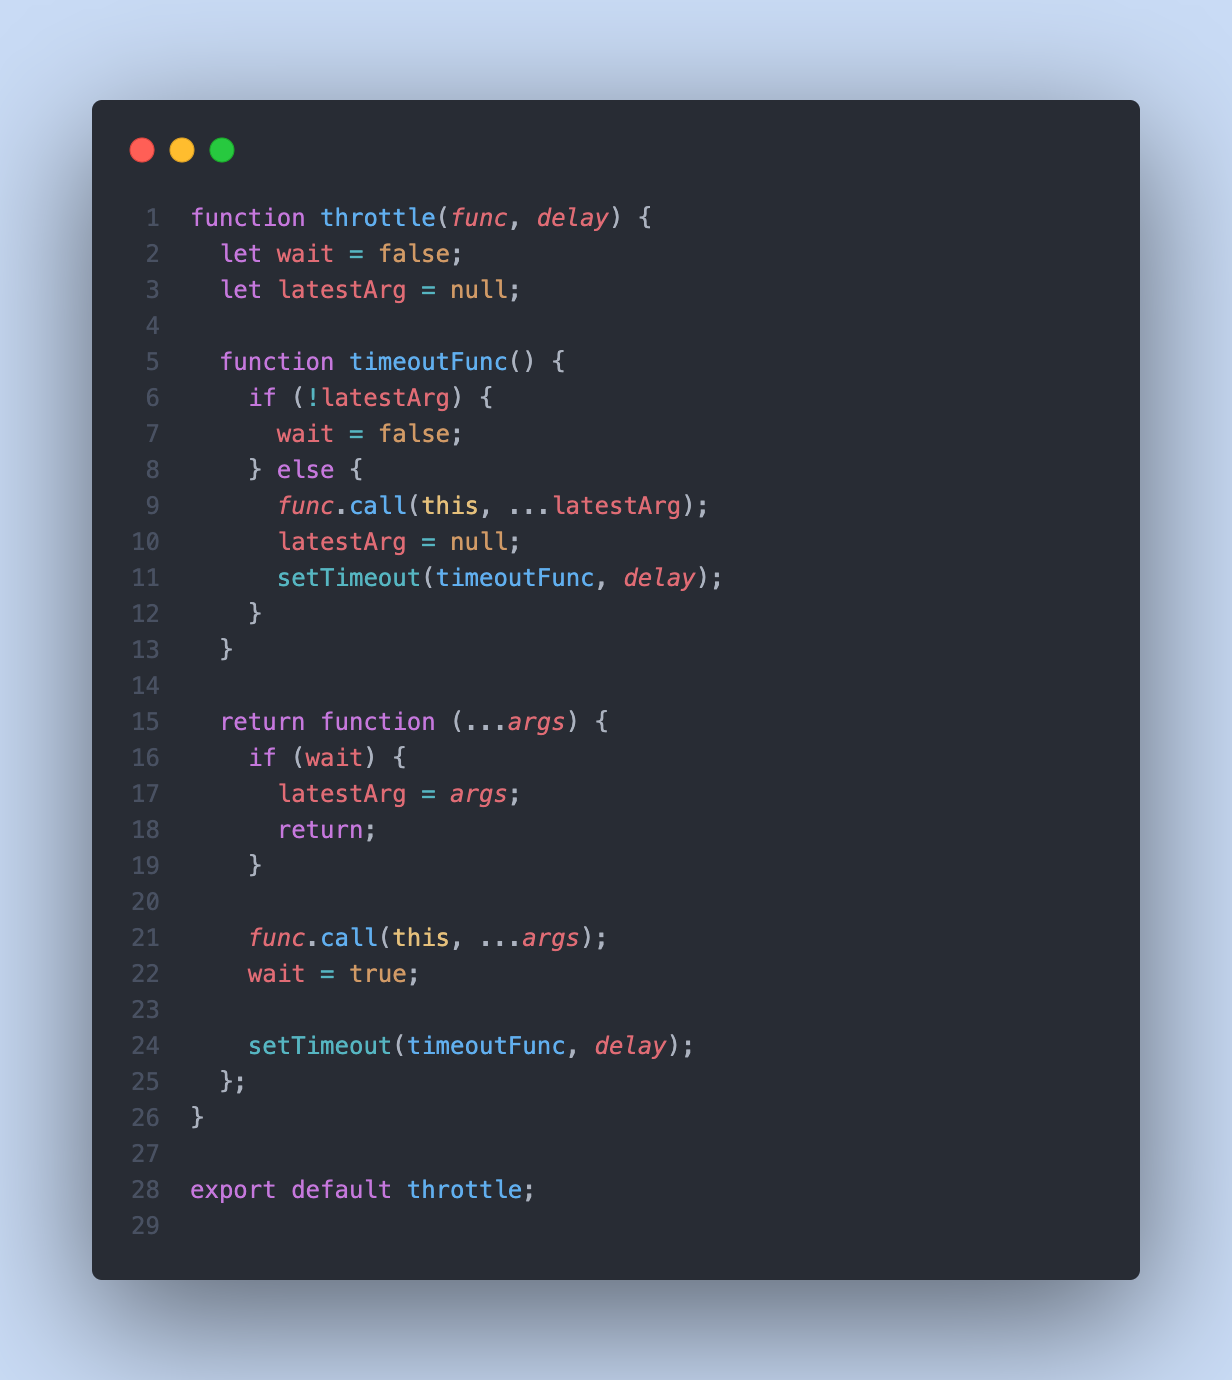 1 function throttle(func, delay) {
2   let wait = false;
3   let latestArg = null;
4
5   function timeoutFunc() {
6     if (!latestArg) {
7       wait = false;
8     } else {
9       func.call(this, ...latestArg);
10       latestArg = null;
11       setTimeout(timeoutFunc, delay);
12     }
13   }
14
15   return function (...args) {
16     if (wait) {
17       latestArg = args;
18       return;
19     }
20
21     func.call(this, ...args);
22     wait = true;
23
24     setTimeout(timeoutFunc, delay);
25   };
26 }
27
28 export default throttle;
29